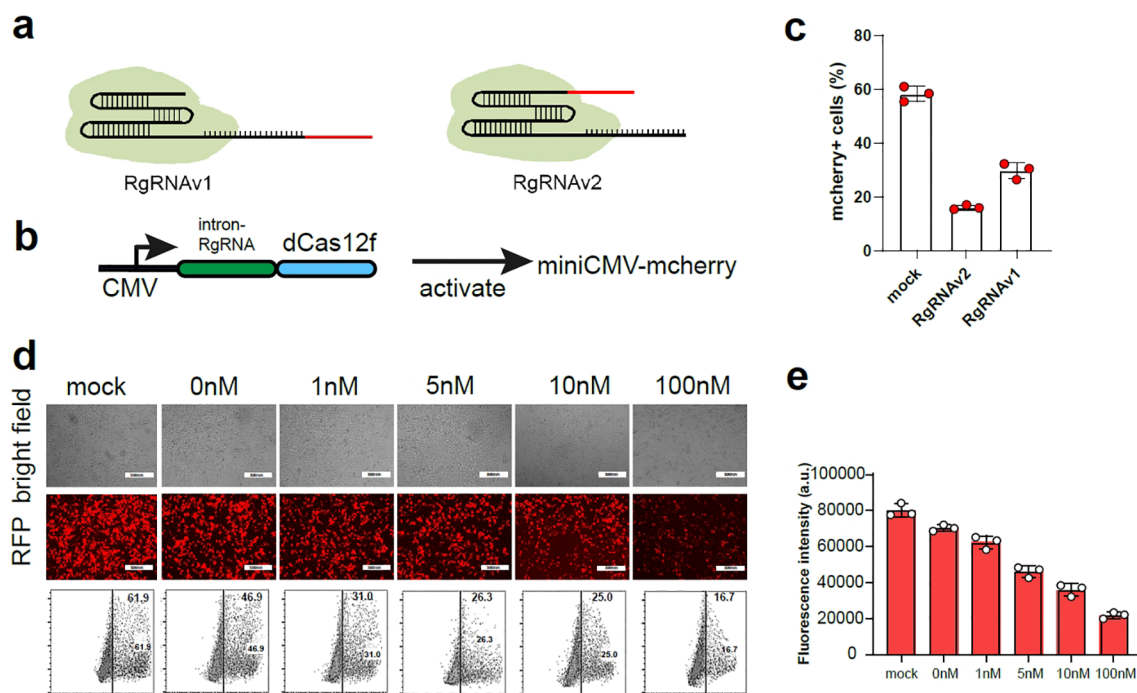 a
RgRNAv1
RgRNAv2
b
intron-
RgRNA
dCas12f
CMV
activate
miniCMV-mcherry
c
mcherry+ cells (%)
80
60
40
20
0
mock
RgRNAv2
RgRNAv1
d
mock 0nM 1nM 5nM 10nM 100nM
bright field
RFP
61.9 46.9 31.0 26.3 25.0 16.7
61.9 46.9 31.0 26.3 25.0 16.7
e
Fluorescence intensity (a.u.)
100000
80000
60000
40000
20000
0
mock 0nM 1nM 5nM 10nM 100nM